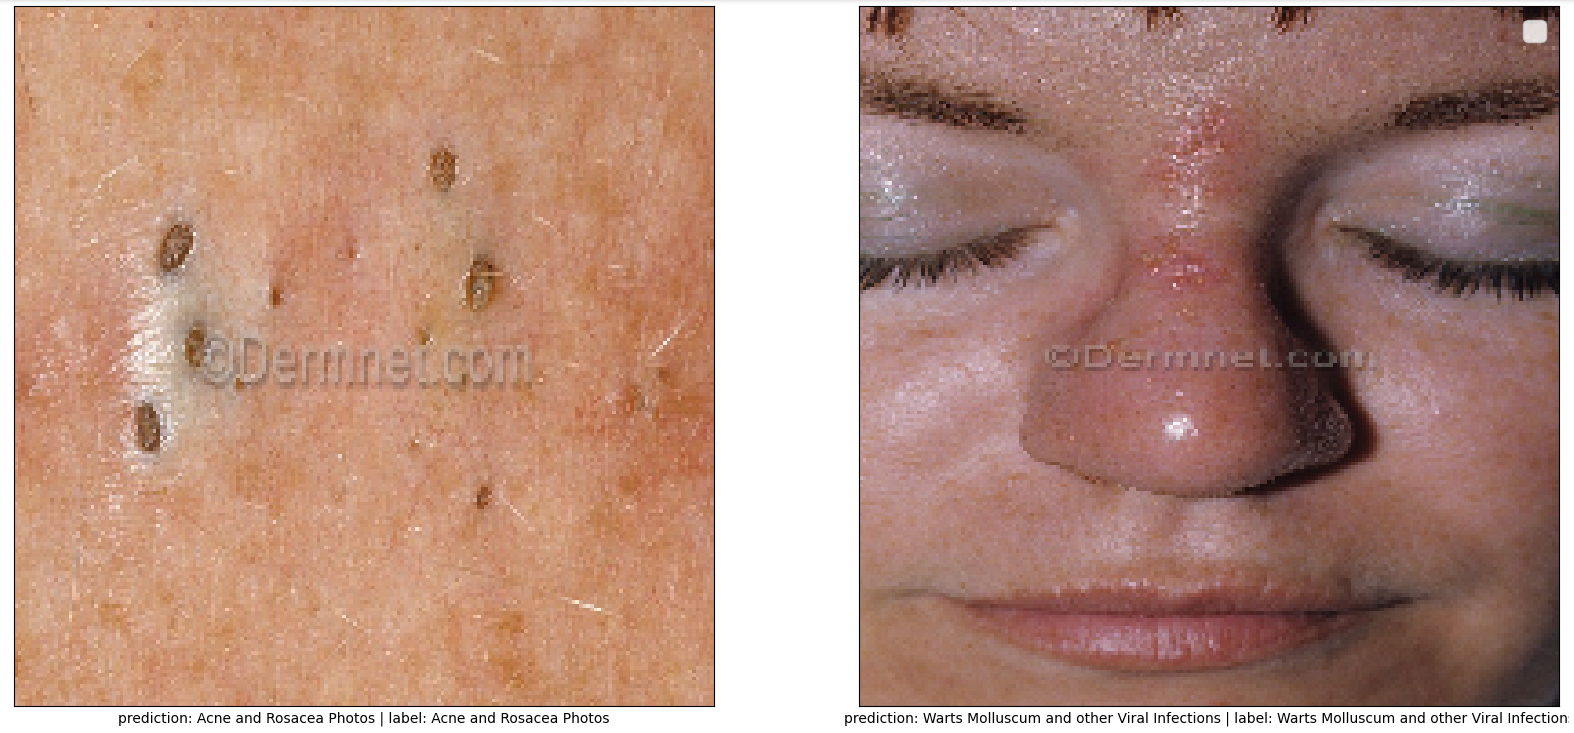 ©Dermnet.com
©Dermnet.com
prediction: Acne and Rosacea Photos | label: Acne and Rosacea Photos
prediction: Warts Molluscum and other Viral Infections | label: Warts Molluscum and other Viral Infection